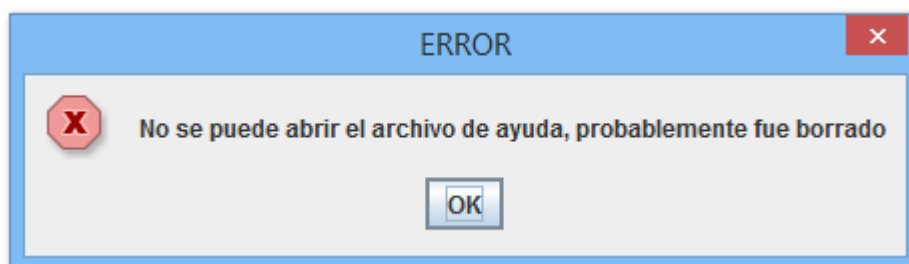 ERROR
No se puede abrir el archivo de ayuda, probablemente fue borrado
OK